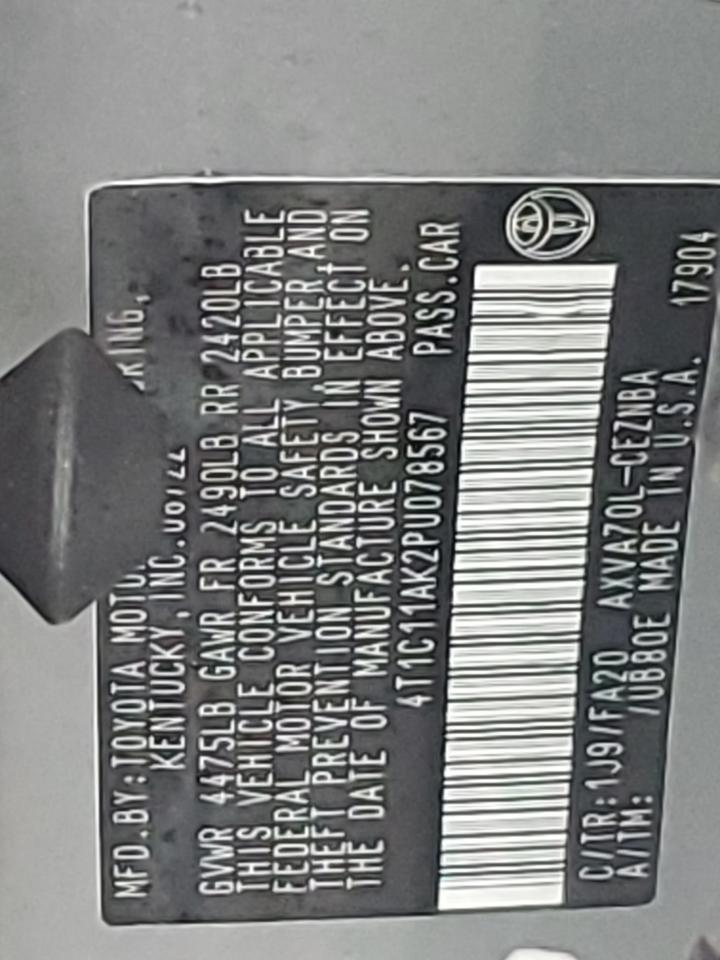 MFD.BY:TOYOTA
KENTUCKY, INC.
GVWR 4475LB GAWR FR 2490LB RR 2420LB
THIS VEHICLE CONFORMS TO ALL APPLICABLE
FEDERAL MOTOR VEHICLE SAFETY, BUMPER, AND
THEFT PREVENTION STANDARDS IN EFFECT ON
THE DATE OF MANUFACTURE SHOWN ABOVE.
4T1C11AK2PU078567 PASS.CAR
C/TR:1J9/FA20 AXVA70L-CEZNBA
A/TM: /UB80E MADE IN U.S.A. 17904